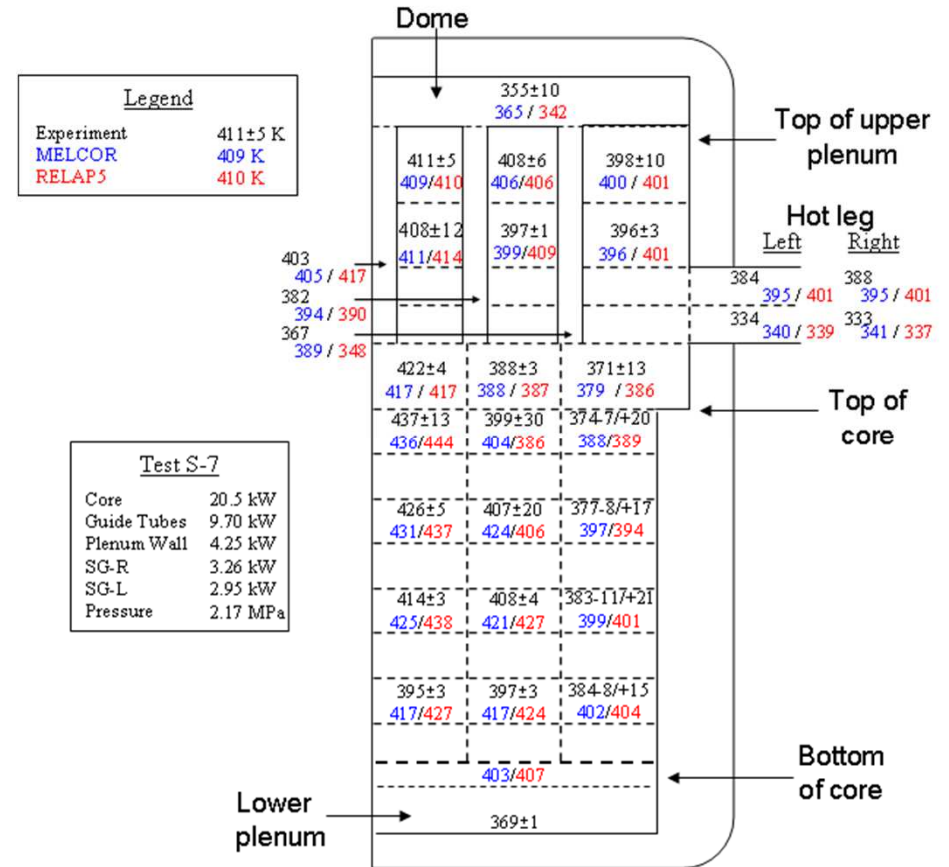 Dome
Legend
Experiment 411±5 K
MELCOR 409 K
RELAP5 410 K
355±10
365 / 342
Top of upper
plenum
411±5 408±6 398±10
409/410 406/406 400 / 401
408±12 397±1 396±3
411/414 399/409 396 / 401
Hot leg
Left Right
403
405 / 417
382
394 / 390
367
389 / 348
384 388
395 / 401 395 / 401
334 333
340 / 339 341 / 337
422±4 388±3 371±13
417 / 417 388 / 387 379 / 386
Top of
core
437±13 399±30 374-7/+20
436/444 404/386 388/389
Test S-7
Core 20.5 kW
Guide Tubes 9.70 kW
Plenum Wall 4.25 kW
SG-R 3.26 kW
SG-L 2.95 kW
Pressure 2.17 MPa
426±5 407±20 377-8/+17
431/437 424/406 397/394
414±3 408±4 383-11/+21
425/438 421/427 399/401
395±3 397±3 384-8/+15
417/427 417/424 402/404
403/407
Bottom
of core
Lower
plenum
369±1